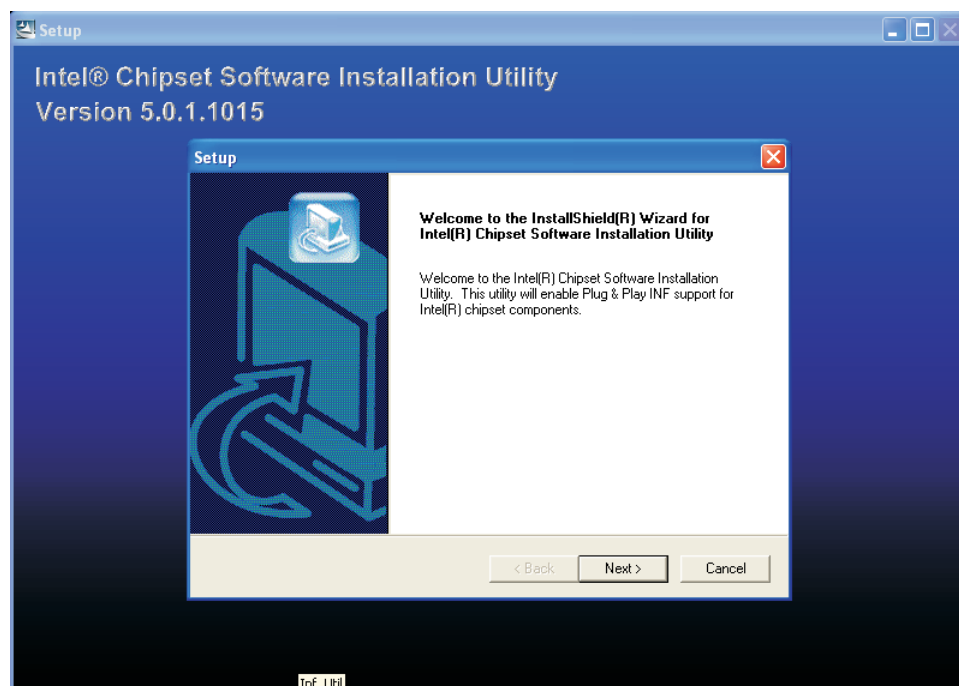 Setup
Intel® Chipset Software Installation Utility
Version 5.0.1.1015
Setup
Welcome to the InstallShield(R) Wizard for
Intel(R) Chipset Software Installation Utility
Welcome to the Intel(R) Chipset Software Installation
Utility. This utility will enable Plug & Play INF support for
Intel(R) chipset components.
< Back
Next >
Cancel
Inf Util